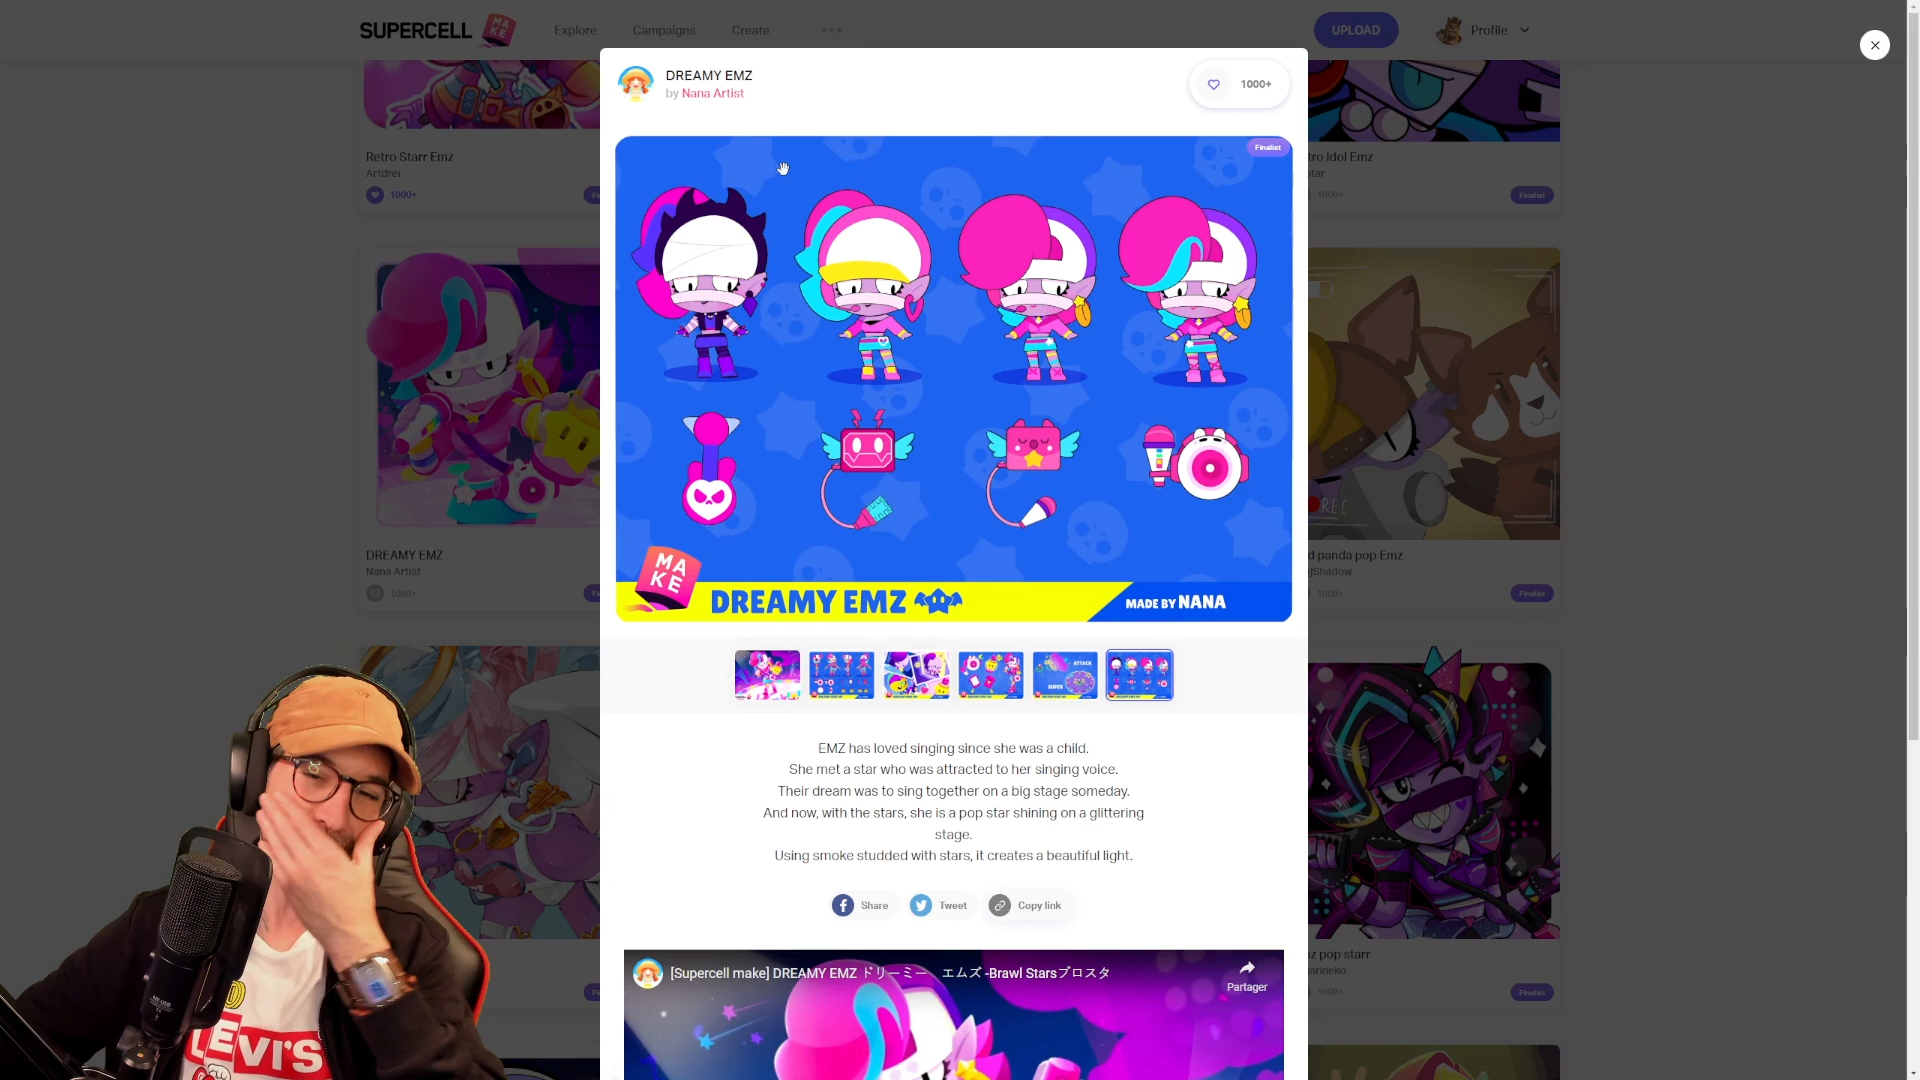 SUPERCELL MAKE
Explore
Campaigns
Create
UPLOAD
Profile
DREAMY EMZ
by Nana Artist
1000+
Finalist
Retro Starr Emz
Artdrei
1000+
tro Idol Emz
star
1000+
Finalist
MAKE
DREAMY EMZ
MADE BY NANA
DREAMY EMZ
Nana Artist
1000+
REC
d panda pop Emz
jShadow
1000+
Finalist
ATTACK
SUPER
EMZ has loved singing since she was a child.
She met a star who was attracted to her singing voice.
Their dream was to sing together on a big stage someday.
And now, with the stars, she is a pop star shining on a glittering
stage.
Using smoke studded with stars, it creates a beautiful light.
Share
Tweet
Copy link
z pop starr
arineko
1000+
Finalist
[Supercell make] DREAMY EMZ ドリーミー　エムズ -Brawl Starsブロスタ
Partager
LEVI'S